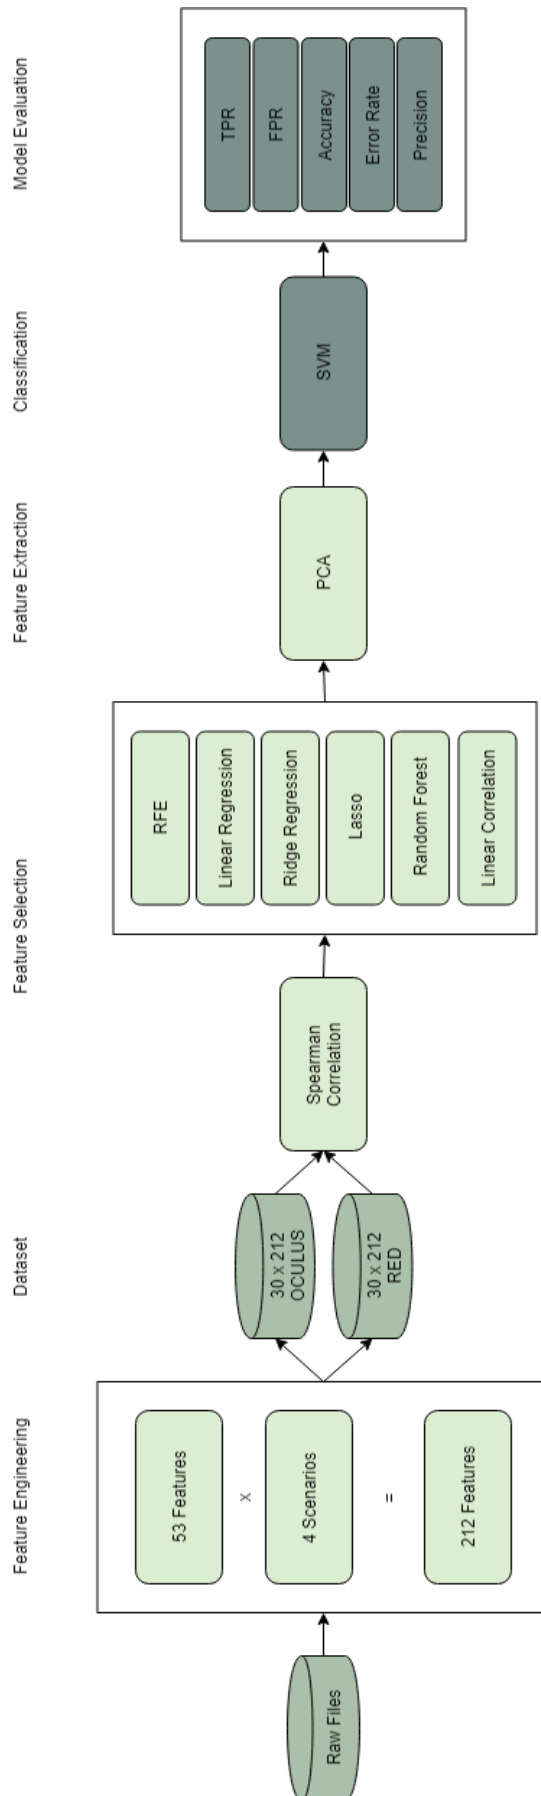 Feature Engineering
Dataset
Feature Selection
Feature Extraction
Classification
Model Evaluation
Raw Files
53 Features
x
4 Scenarios
=
212 Features
30 x 212
OCULUS
30 x 212
RED
Spearman
Correlation
RFE
Linear Regression
Ridge Regression
Lasso
Random Forest
Linear Correlation
PCA
SVM
TPR
FPR
Accuracy
Error Rate
Precision